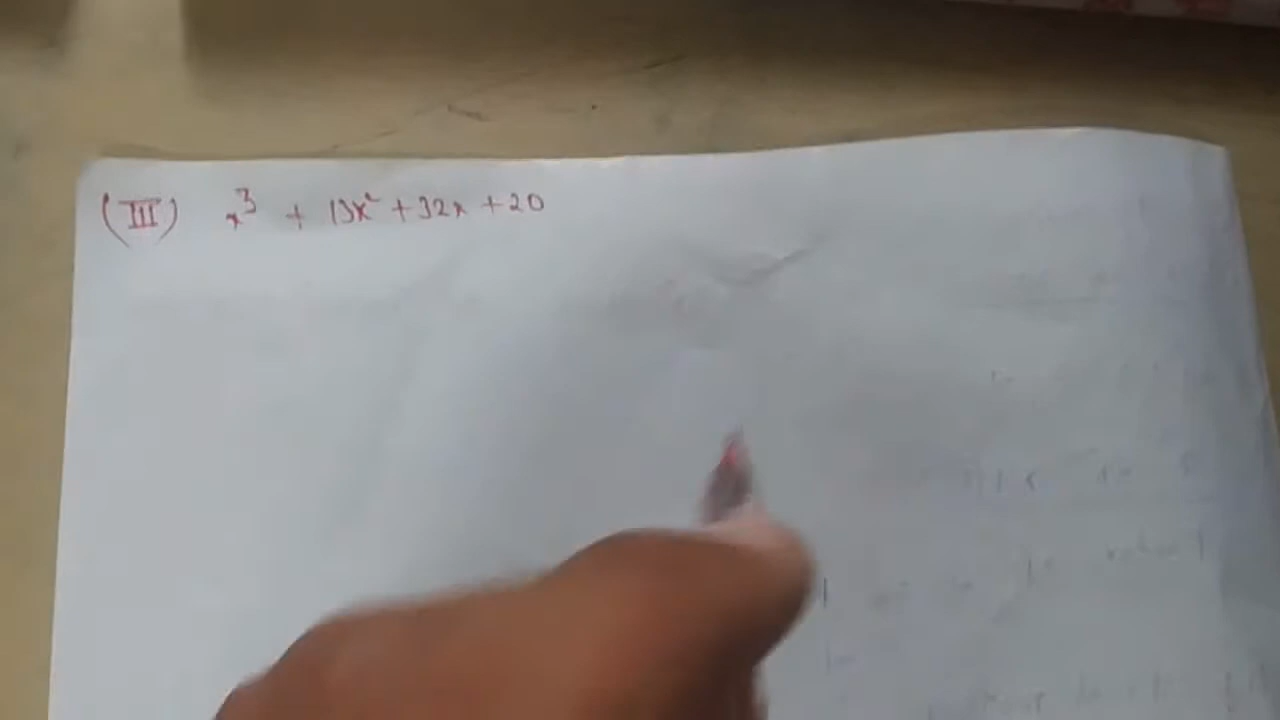 (III) x³ + 13x² + 32x + 20